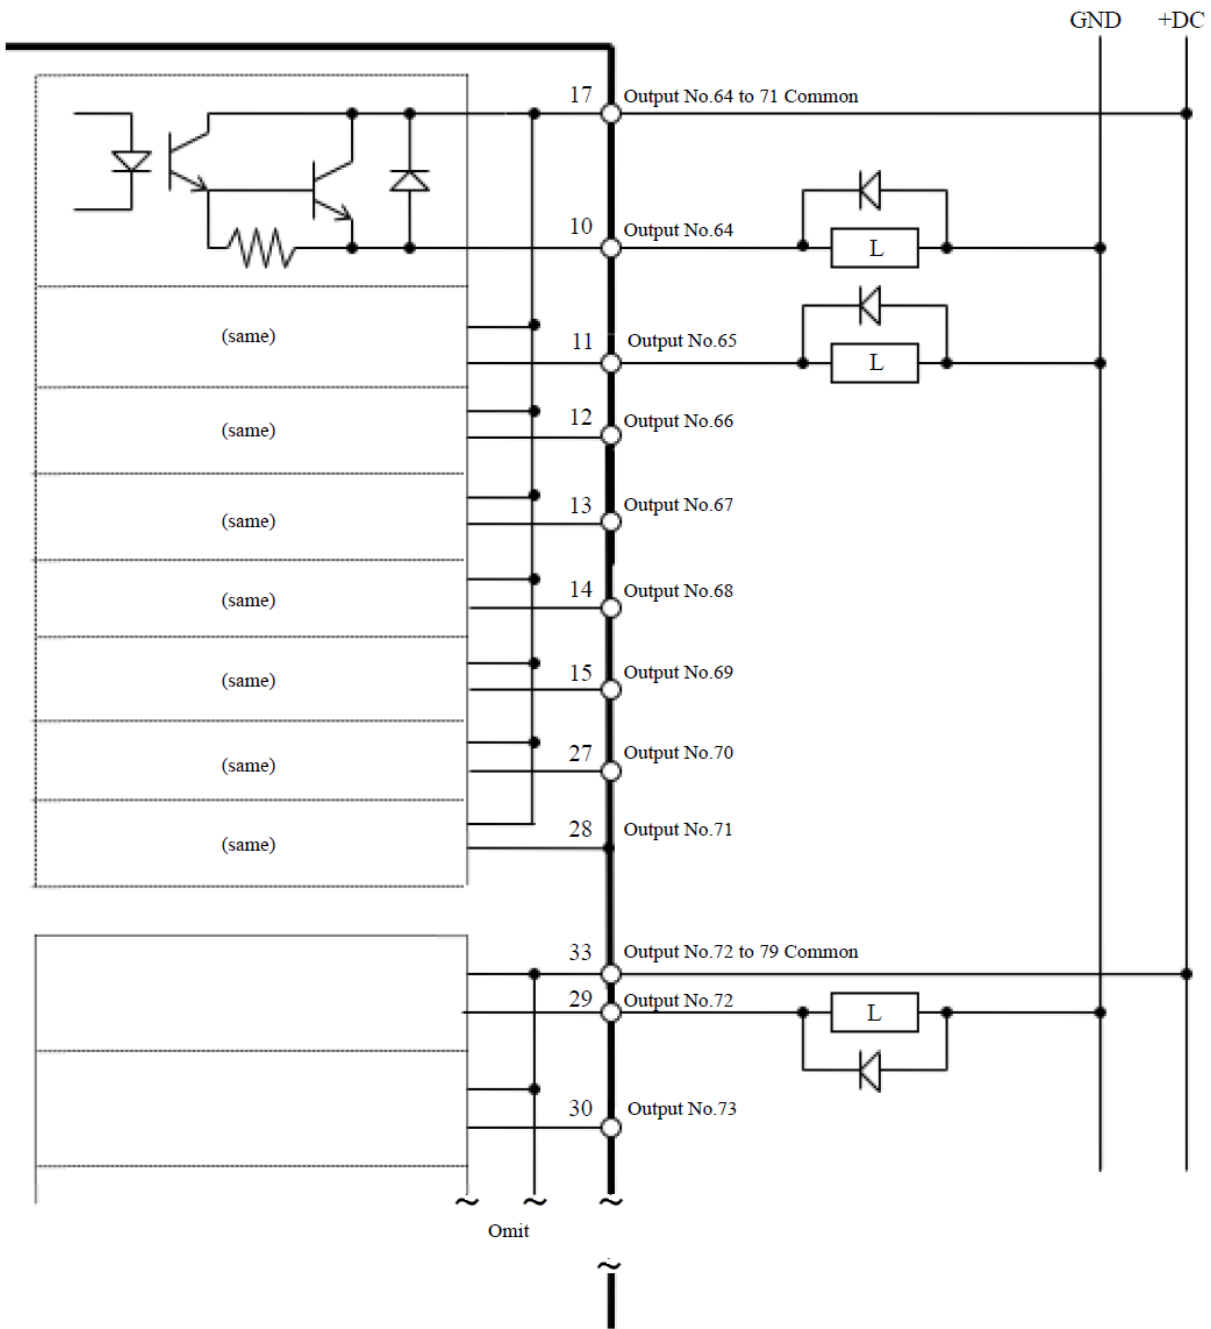 GND +DC
17 Output No.64 to 71 Common
10 Output No.64
L
(same)
11 Output No.65
L
(same)
12 Output No.66
(same)
13 Output No.67
(same)
14 Output No.68
(same)
15 Output No.69
(same)
27 Output No.70
(same)
28 Output No.71
33 Output No.72 to 79 Common
29 Output No.72
L
30 Output No.73
~ ~ ~
Omit
~